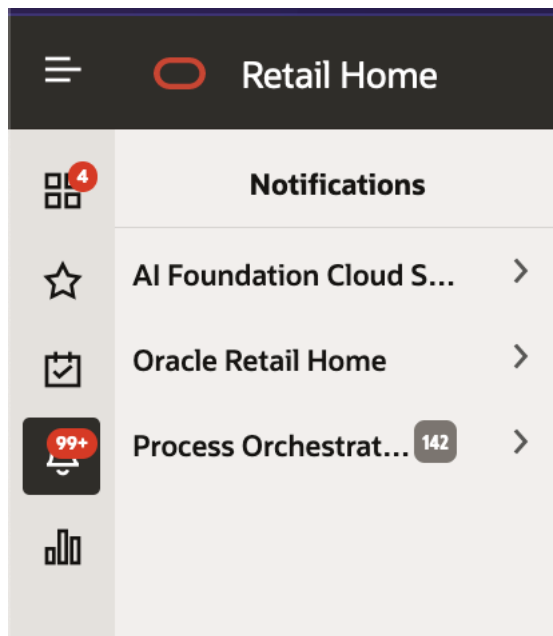 Retail Home
4
Notifications
AI Foundation Cloud S...
Oracle Retail Home
99+
Process Orchestrat... 142